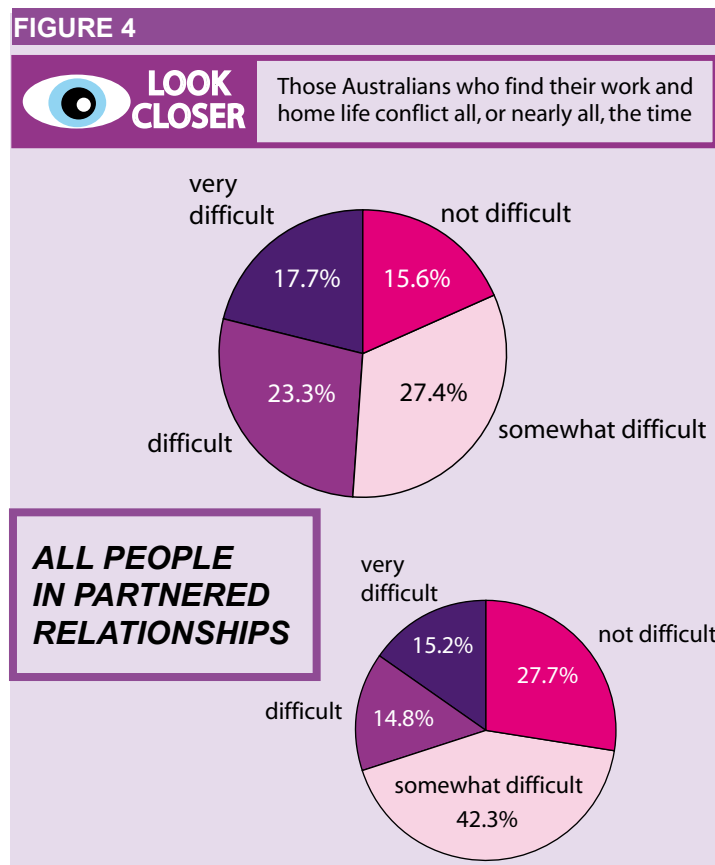 FIGURE 4
LOOK
CLOSER
Those Australians who find their work and
home life conflict all, or nearly all, the time
very
difficult
not difficult
17.7%
15.6%
23.3%
27.4%
difficult
somewhat difficult
ALL PEOPLE
IN PARTNERED
RELATIONSHIPS
very
difficult
not difficult
15.2%
27.7%
difficult
14.8%
somewhat difficult
42.3%